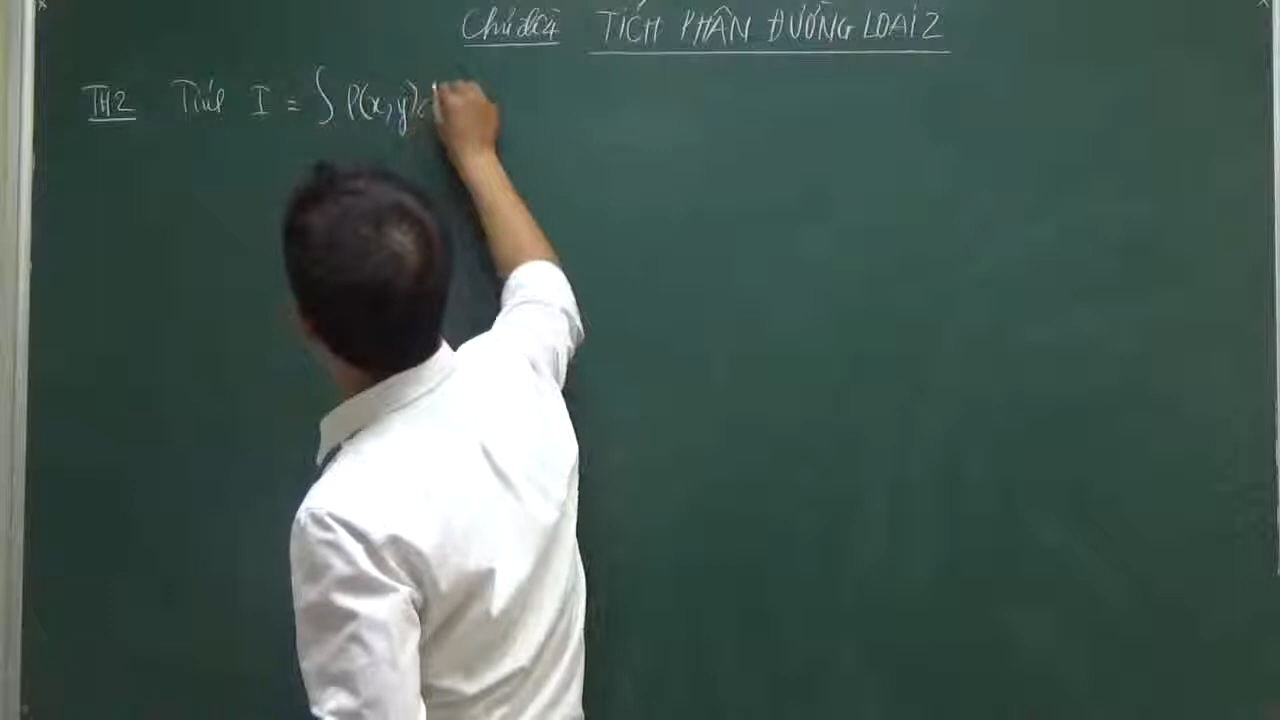 Chủ đề 4 TÍCH PHÂN ĐƯỜNG LOẠI 2
TH2 Tính I = ∫ P(x,y)d